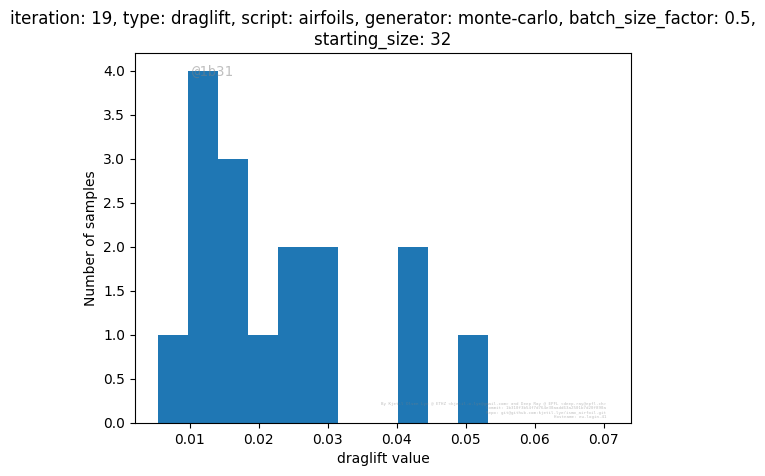 iteration: 19, type: draglift, script: airfoils, generator: monte-carlo, batch_size_factor: 0.5,
starting_size: 32
@1b31
4.0
3.5
3.0
2.5
2.0
1.5
1.0
0.5
0.0
Number of samples
0.01 0.02 0.03 0.04 0.05 0.06 0.07
draglift value